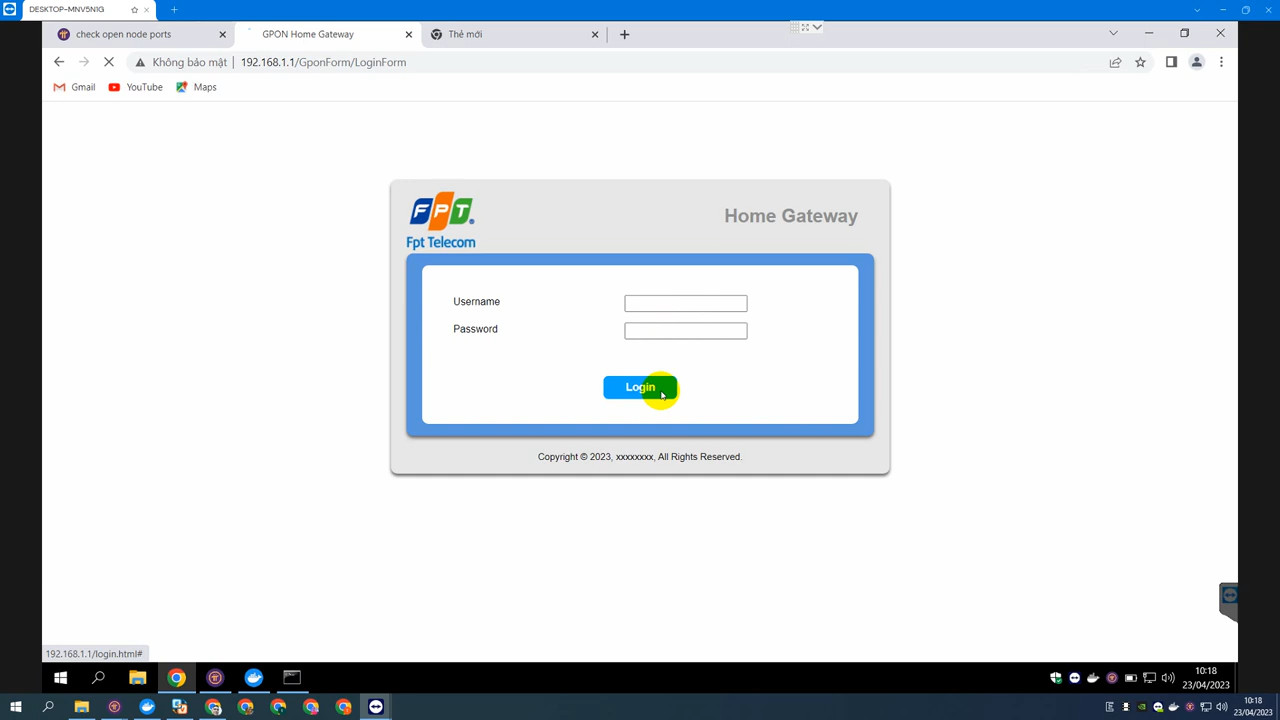 DESKTOP-MNV5N1G
check open node ports
GPON Home Gateway
Thẻ mới
Không bảo mật
192.168.1.1/GponForm/LoginForm
Gmail
YouTube
Maps
FPT
Fpt Telecom
Home Gateway
Username
Password
Login
Copyright © 2023, xxxxxxxx, All Rights Reserved.
192.168.1.1/login.html#
10:18
23/04/2023
10:18
23/04/2023